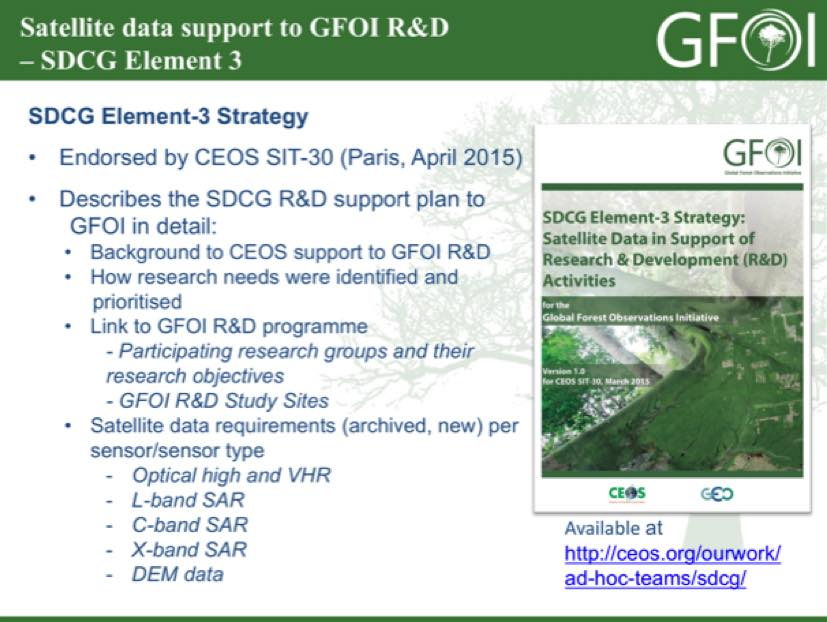 Satellite data support to GFOI R&D
– SDCG Element 3
GFOI
SDCG Element-3 Strategy
• Endorsed by CEOS SIT-30 (Paris, April 2015)
• Describes the SDCG R&D support plan to
GFOI in detail:
• Background to CEOS support to GFOI R&D
• How research needs were identified and
prioritised
• Link to GFOI R&D programme
- Participating research groups and their
research objectives
- GFOI R&D Study Sites
• Satellite data requirements (archived, new) per
sensor/sensor type
- Optical high and VHR
- L-band SAR
- C-band SAR
- X-band SAR
- DEM data
GFOI
Global Forest Observations Initiative
SDCG Element-3 Strategy:
Satellite Data in Support of
Research & Development (R&D)
Activities
for the
Global Forest Observations Initiative
Version 1.0
for CEOS SIT-30, March 2015
CEOS
GEO
Available at
http://ceos.org/ourwork/
ad-hoc-teams/sdcg/